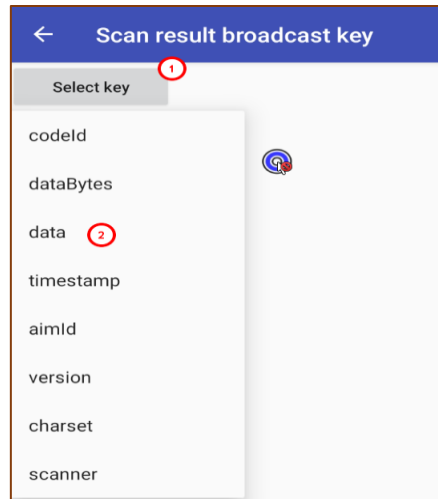 Scan result broadcast key
1
Select key
codeId
dataBytes
data 2
timestamp
aimId
version
charset
scanner